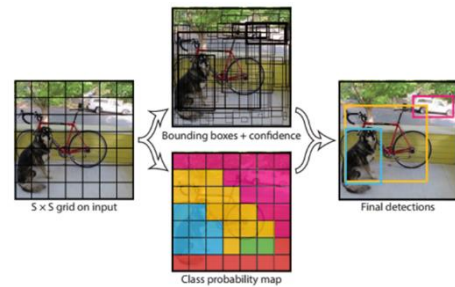 S × S grid on input
Bounding boxes + confidence
Class probability map
Final detections